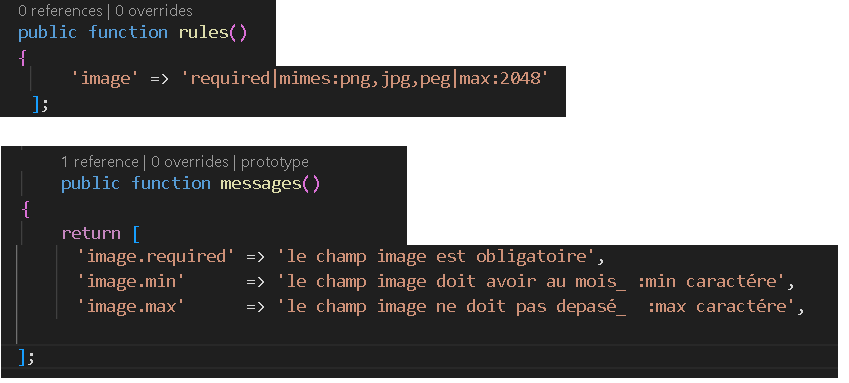 0 references | 0 overrides
public function rules()
{
'image' => 'required|mimes:png,jpg,peg|max:2048'
];
1 reference | 0 overrides | prototype
public function messages()
{
return [
'image.required' => 'le champ image est obligatoire',
'image.min' => 'le champ image doit avoir au mois_ :min caractére',
'image.max' => 'le champ image ne doit pas depasé_ :max caractére',
];